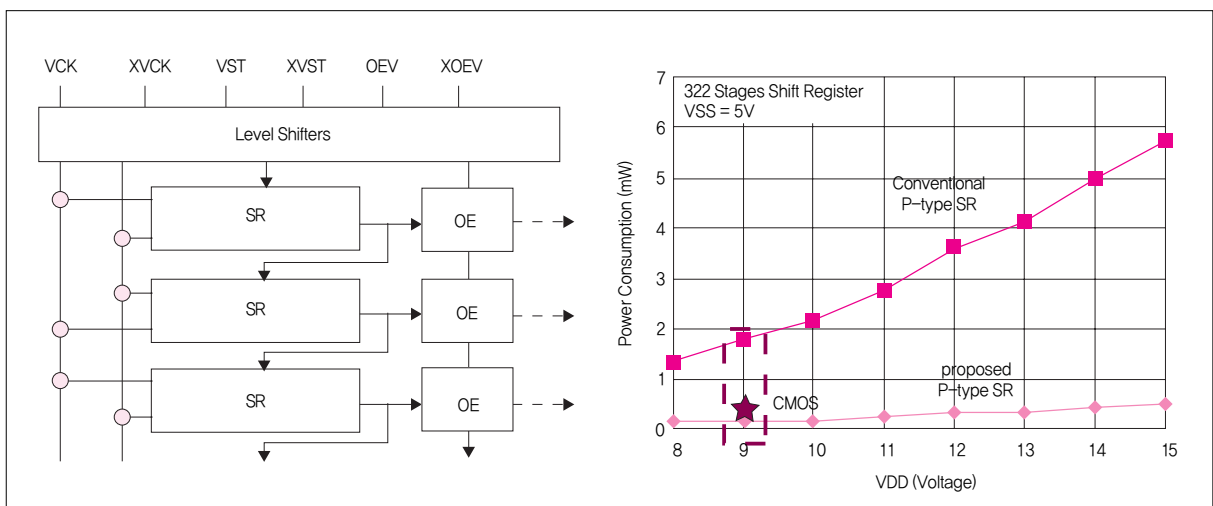 VCK XVCK VST XVST OEV XOEV
Level Shifters
SR
OE
SR
OE
SR
OE
7
6
5
4
3
2
1
0
Power Consumption (mW)
322 Stages Shift Register
VSS = 5V
Conventional
P-type SR
proposed
P-type SR
CMOS
8 9 10 11 12 13 14 15
VDD (Voltage)